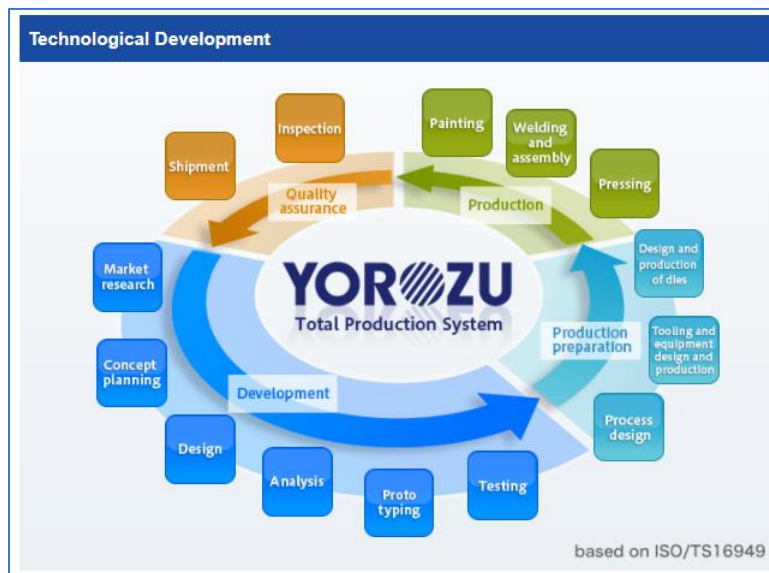 Technological Development
Painting
Inspection
Welding
and
assembly
Shipment
Pressing
Quality
assurance
Production
Market
research
Design and
production
of dies
YOROZU
Total Production System
Production
preparation
Tooling and
equipment
design and
production
Concept
planning
Development
Process
design
Design
Analysis
Proto
typing
Testing
based on ISO/TS16949